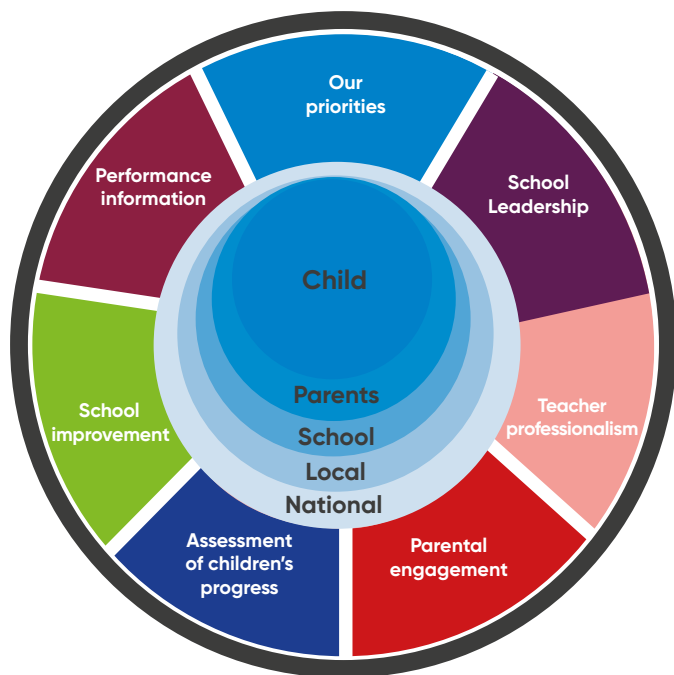 Our
priorities
School
Leadership
Teacher
professionalism
Parental
engagement
Assessment
of children's
progress
School
improvement
Performance
information
Child
Parents
School
Local
National